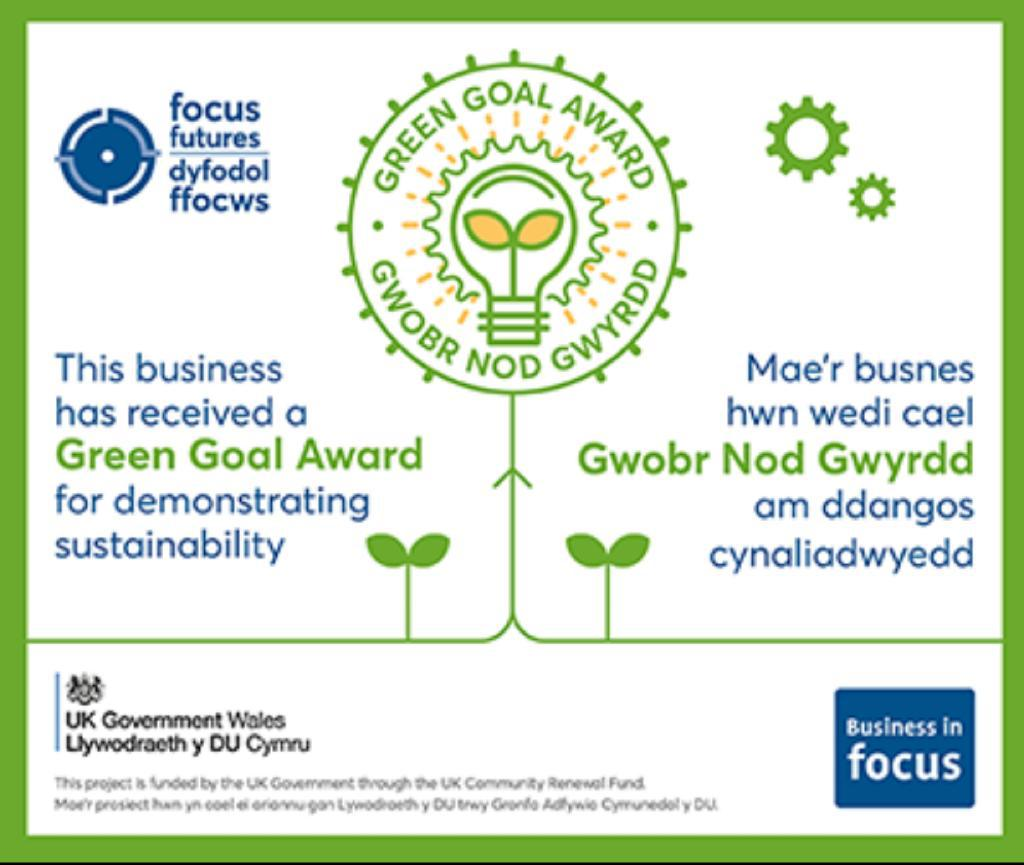 focus
futures
dyfodol
ffocws
GREEN GOAL AWARD
GWOBR NOD GWYRDD
This business
has received a
Green Goal Award
for demonstrating
sustainability
Mae'r busnes
hwn wedi cael
Gwobr Nod Gwyrdd
am ddangos
cynaliadwyedd
UK Government Wales
Llywodraeth y DU Cymru
This project is funded by the UK Government through the UK Community Renewal Fund.
Mae'r prosiect hwn yn cael ei ariannu gan Lywodraeth y DU trwy Gronfa Adfywio Cymunedol y DU.
Business in
focus